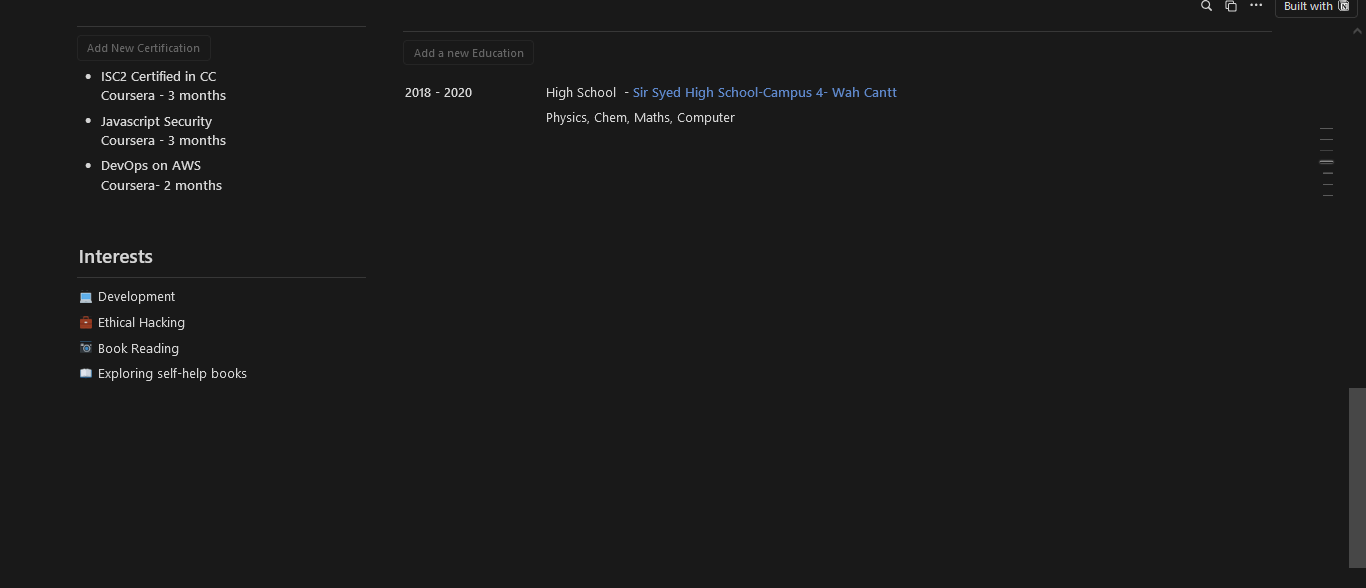 Built with
Add New Certification
ISC2 Certified in CC
Coursera - 3 months
Javascript Security
Coursera - 3 months
DevOps on AWS
Coursera- 2 months
Interests
Development
Ethical Hacking
Book Reading
Exploring self-help books
Add a new Education
2018 - 2020
High School - Sir Syed High School-Campus 4- Wah Cantt
Physics, Chem, Maths, Computer